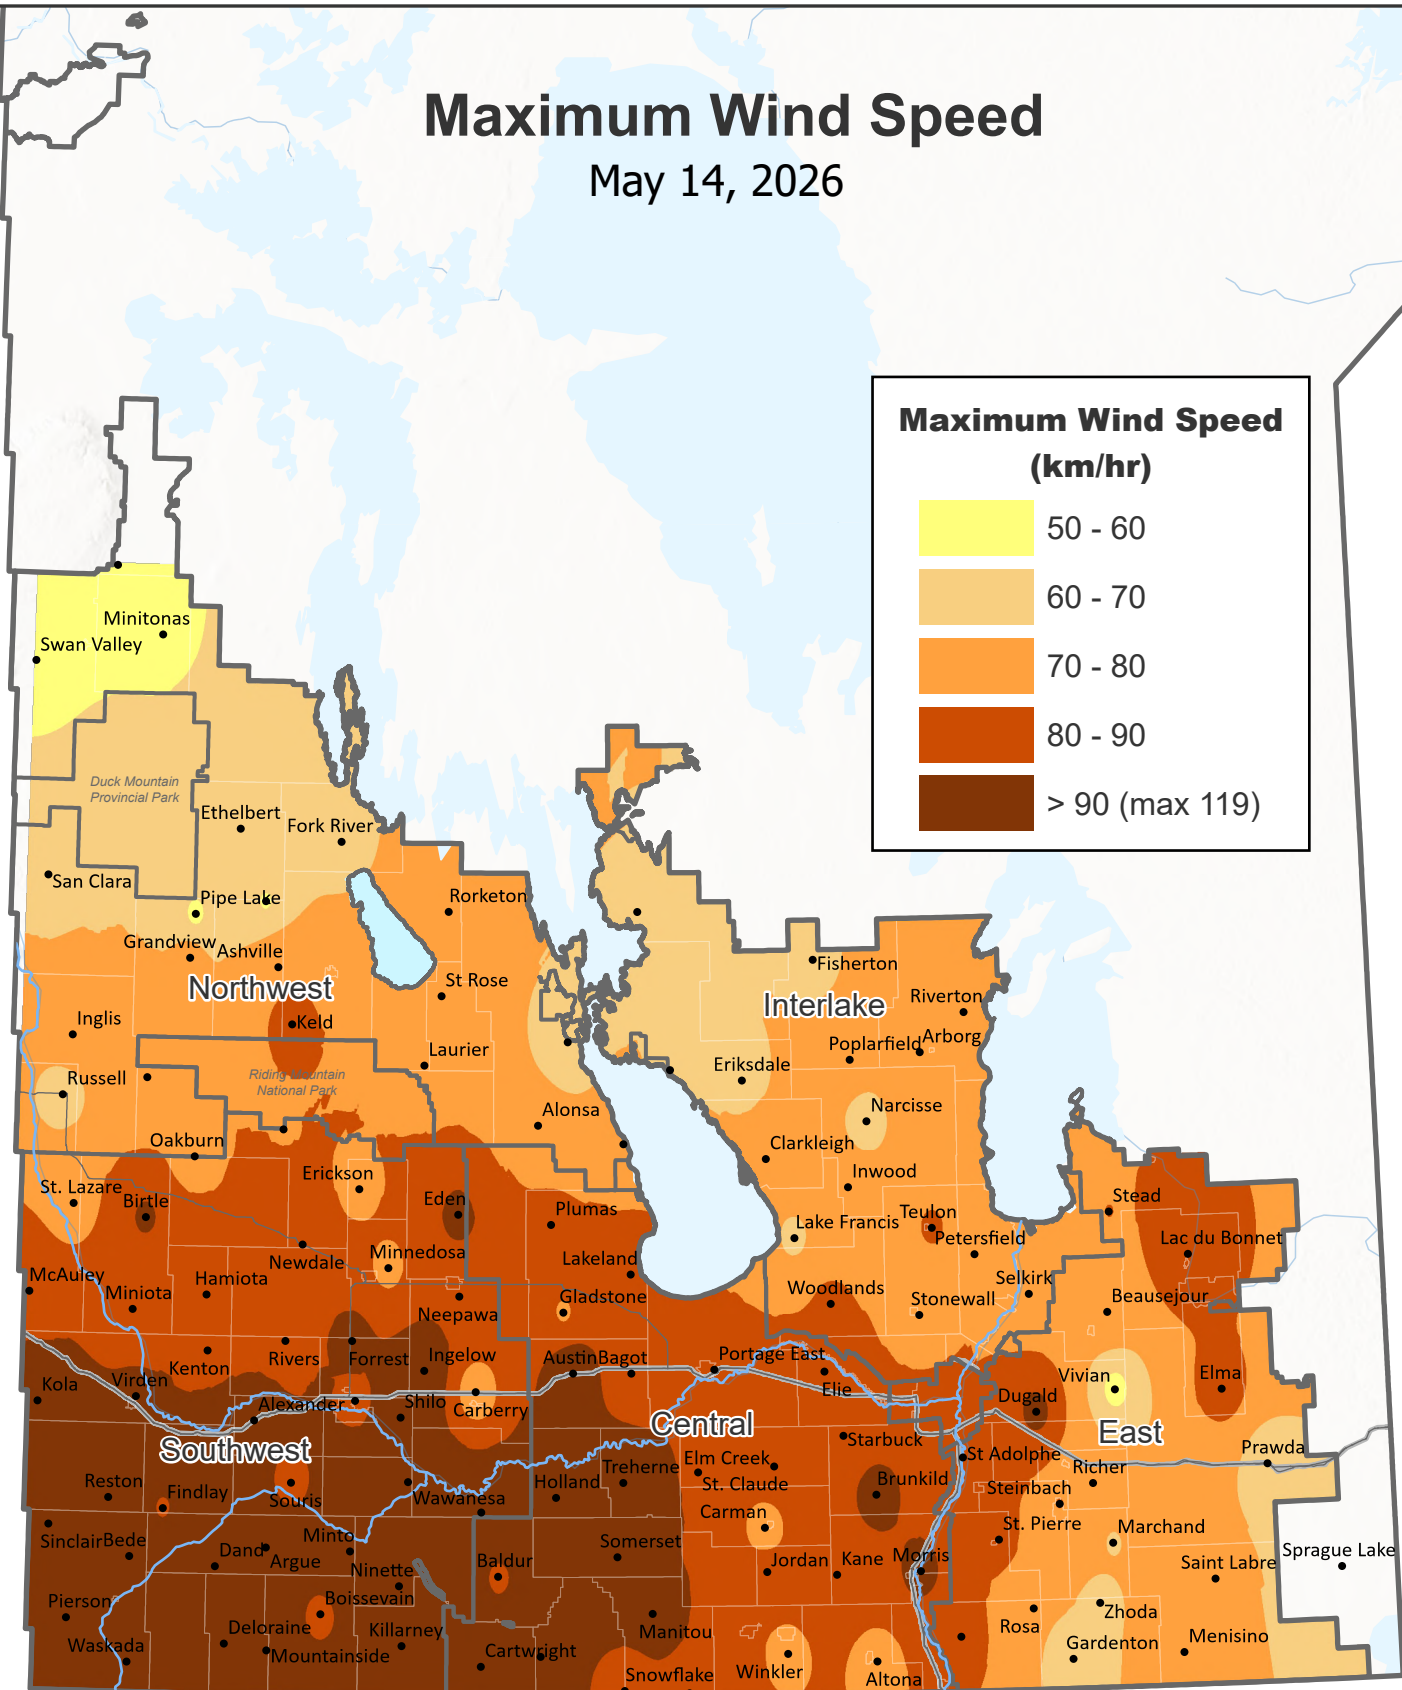 Maximum Wind Speed
May 14, 2026
Maximum Wind Speed
(km/hr)
50 - 60
60 - 70
70 - 80
80 - 90
> 90 (max 119)
Minitonas
Swan Valley
Duck Mountain
Provincial Park
Ethelbert
Fork River
San Clara
Pipe Lake
Rorketon
Grandview
Ashville
St Rose
Northwest
Fisherton
Interlake
Riverton
Inglis
Keld
Poplarfield
Arborg
Laurier
Eriksdale
Russell
Riding Mountain
National Park
Alonsa
Narcisse
Oakburn
Clarkleigh
Erickson
Inwood
St. Lazare
Birtle
Eden
Plumas
Lake Francis
Teulon
Stead
Petersfield
Lac du Bonnet
Newdale
Minnedosa
Lakeland
McAuley
Hamiota
Miniota
Gladstone
Woodlands
Selkirk
Stonewall
Beausejour
Neepawa
Kenton
Rivers
Forrest
Ingelow
Austin
Bagot
Portage East
Elie
Vivian
Elma
Kola
Virden
Alexander
Shilo
Carberry
Dugald
Central
East
Southwest
Starbuck
St Adolphe
Prawda
Reston
Findlay
Souris
Wawanesa
Holland
Treherne
Elm Creek
St. Claude
Brunkild
Richer
Steinbach
Carman
St. Pierre
Marchand
Sinclair
Bede
Dand
Argue
Minto
Ninette
Baldur
Somerset
Jordan
Kane
Morris
Saint Labre
Sprague Lake
Pierson
Boissevain
Deloraine
Killarney
Manitou
Rosa
Zhoda
Waskada
Mountainside
Cartwright
Snowflake
Winkler
Altona
Gardenton
Menisino